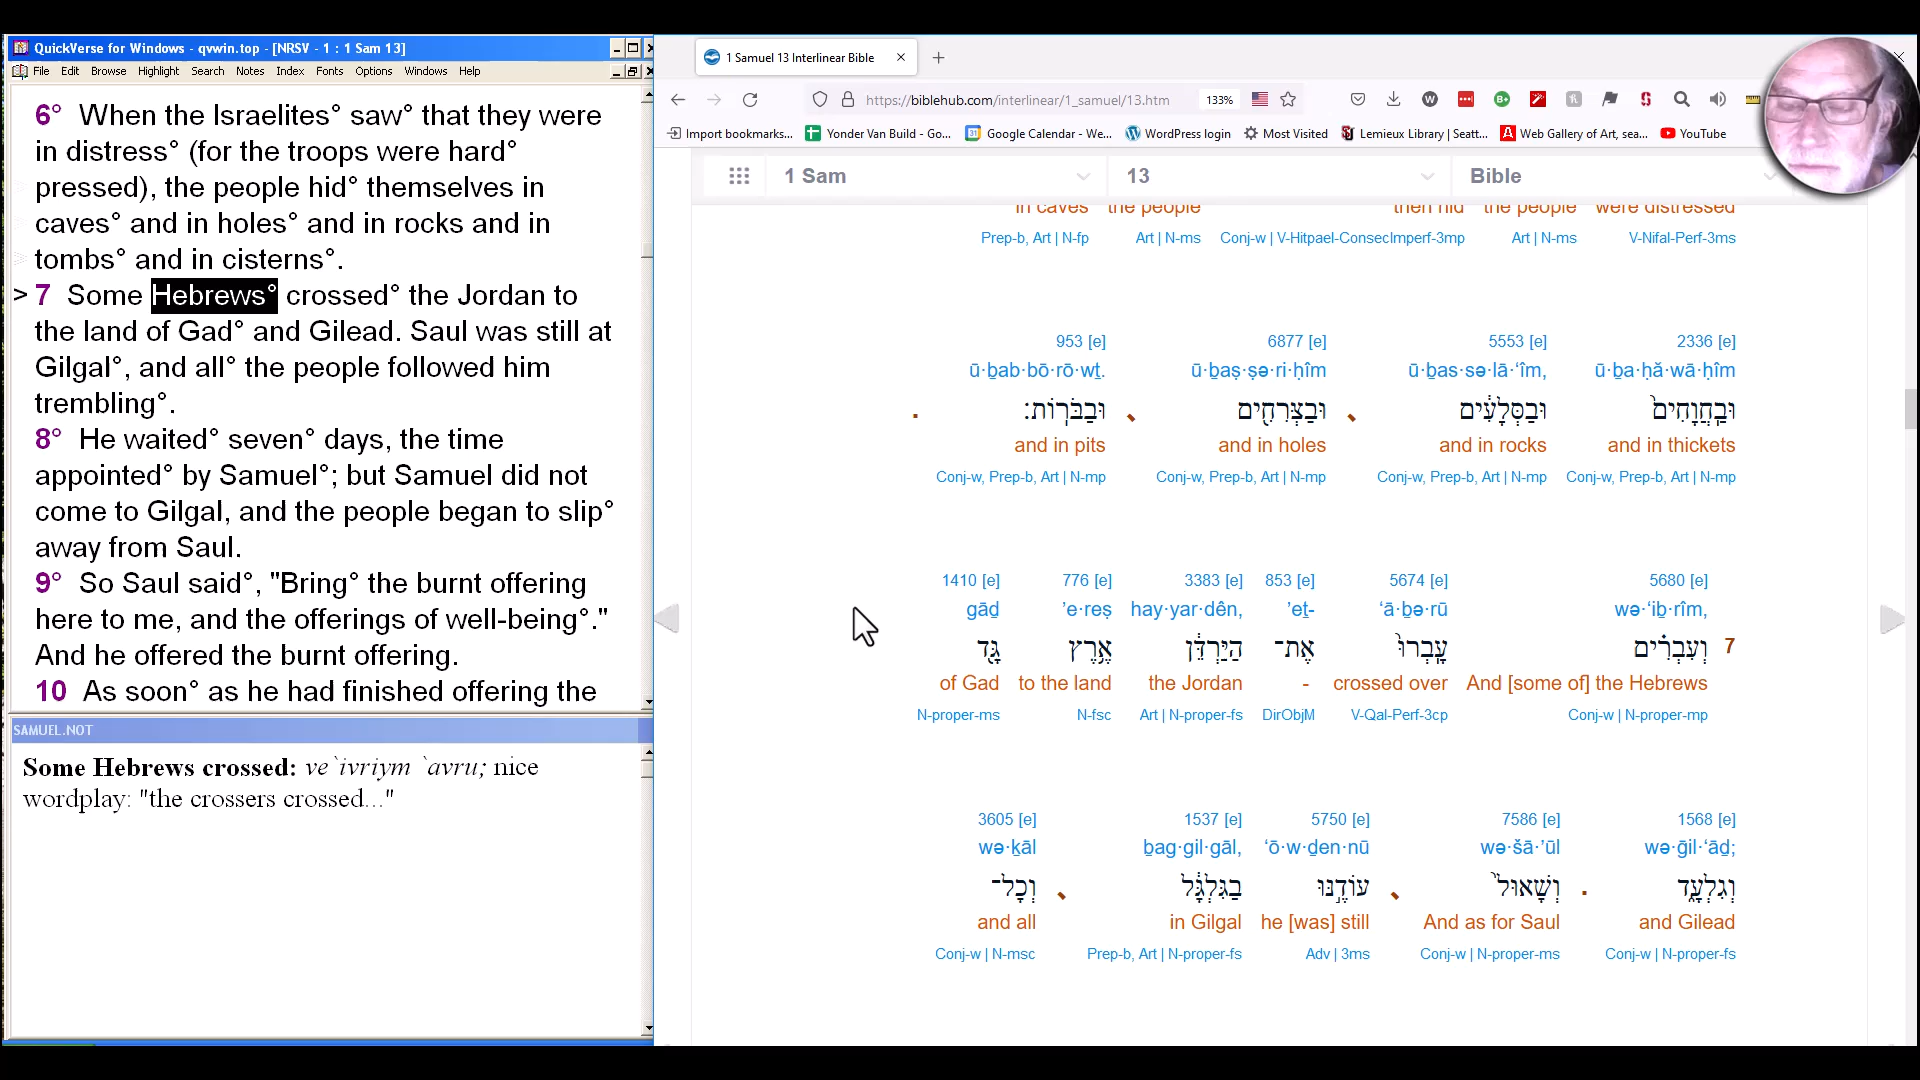 QuickVerse for Windows - qvwin.top - [NRSV - 1 : 1 Sam 13]
File Edit Browse Highlight Search Notes Index Fonts Options Windows Help
6° When the Israelites° saw° that they were
in distress° (for the troops were hard°
pressed), the people hid° themselves in
caves° and in holes° and in rocks and in
tombs° and in cisterns°.
> 7 Some Hebrews° crossed° the Jordan to
the land of Gad° and Gilead. Saul was still at
Gilgal°, and all° the people followed him
trembling°.
8° He waited° seven° days, the time
appointed° by Samuel°; but Samuel did not
come to Gilgal, and the people began to slip°
away from Saul.
9° So Saul said°, "Bring° the burnt offering
here to me, and the offerings of well-being°."
And he offered the burnt offering.
10 As soon° as he had finished offering the
SAMUEL.NOT
Some Hebrews crossed: ve`ivriym `avru; nice
wordplay: "the crossers crossed..."
1 Samuel 13 Interlinear Bible
https://biblehub.com/interlinear/1_samuel/13.htm 133%
Import bookmarks... Yonder Van Build - Go... Google Calendar - We... WordPress login Most Visited Lemieux Library | Seatt... Web Gallery of Art, sea... YouTube
1 Sam 13 Bible
in caves the people then hid the people were distressed
Prep-b, Art | N-fp Art | N-ms Conj-w | V-Hitpael-ConsecImperf-3mp Art | N-ms V-Nifal-Perf-3ms
953 [e] 6877 [e] 5553 [e] 2336 [e]
ū·ḇab·bō·rō·wṯ. ū·ḇaṣ·ṣə·ri·ḥîm ū·ḇas·sə·lā·‘îm, ū·ḇa·ḥă·wā·ḥîm
וּבַֽחֲוָחִים֙ וּבַסְּלָעִ֔ים ، וּבַצְּרִחִ֖ים ، וּבַבֹּרֽוֹת׃ .
and in pits and in holes and in rocks and in thickets
Conj-w, Prep-b, Art | N-mp Conj-w, Prep-b, Art | N-mp Conj-w, Prep-b, Art | N-mp Conj-w, Prep-b, Art | N-mp
1410 [e] 776 [e] 3383 [e] 853 [e] 5674 [e] 5680 [e]
gāḏ ’e·reṣ hay·yar·dên, ’eṯ- ‘ā·ḇə·rū wə·‘iḇ·rîm,
7 וְעִבְרִ֗ים עָֽבְרוּ֙ אֶת־ הַיַּרְדֵּ֔ן אֶ֥רֶץ גָּ֖ד
of Gad to the land the Jordan - crossed over And [some of] the Hebrews
N-proper-ms N-fsc Art | N-proper-fs DirObjM V-Qal-Perf-3cp Conj-w | N-proper-mp
3605 [e] 1537 [e] 5750 [e] 7586 [e] 1568 [e]
wə·ḵāl ḇag·gil·gāl, ‘ō·w·ḏen·nū wə·šā·’ūl wə·ḡil·‘āḏ;
וְגִלְעָ֑ד . וְשָׁאוּל֙ ، עוֹדֶ֣נּוּ בַגִּלְגָּ֔ל ، וְכָל־
and all in Gilgal he [was] still And as for Saul and Gilead
Conj-w | N-msc Prep-b, Art | N-proper-fs Adv | 3ms Conj-w | N-proper-ms Conj-w | N-proper-fs